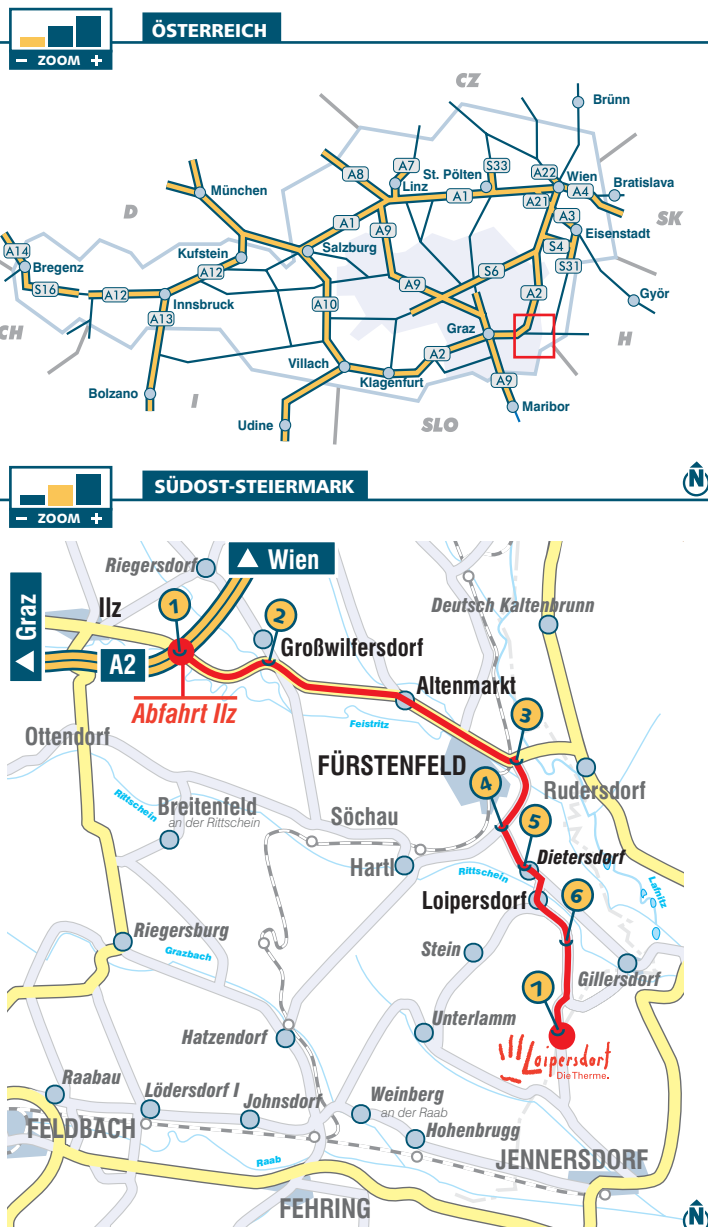 ÖSTERREICH
– ZOOM +
CZ
Brünn
A8
A7
St. Pölten
S33
A22
Wien
Linz
München
A1
A21
A4
Bratislava
D
A1
A9
A3
SK
Eisenstadt
A14
Kufstein
Salzburg
S4
Bregenz
A12
S6
S31
S16
A12
Innsbruck
A10
A9
A2
Györ
CH
A13
Graz
H
Villach
A2
Bolzano
I
Klagenfurt
A9
Udine
SLO
Maribor
SÜDOST-STEIERMARK
N
– ZOOM +
Wien
Riegersdorf
Graz
Ilz
1
2
Deutsch Kaltenbrunn
Großwilfersdorf
A2
Altenmarkt
Abfahrt Ilz
Feistritz
3
Ottendorf
FÜRSTENFELD
4
Rudersdorf
Rittschein
Breitenfeld
an der Rittschein
Söchau
5
Dietersdorf
Hartl
Rittschein
Lafnitz
Loipersdorf
6
Riegersburg
Grazbach
Stein
Gillersdorf
7
Hatzendorf
Unterlamm
Loipersdorf
Die Therme.
Raabau
Lödersdorf I
Johnsdorf
Weinberg
an der Raab
FELDBACH
Hohenbrugg
Raab
JENNERSDORF
FEHRING
N